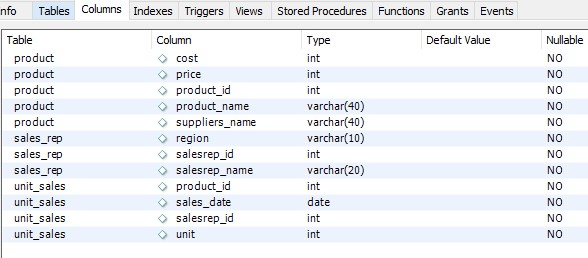 nfo Tables Columns Indexes Triggers Views Stored Procedures Functions Grants Events
Table Column Type Default Value Nullable
product cost int NO
product price int NO
product product_id int NO
product product_name varchar(40) NO
product suppliers_name varchar(40) NO
sales_rep region varchar(10) NO
sales_rep salesrep_id int NO
sales_rep salesrep_name varchar(20) NO
unit_sales product_id int NO
unit_sales sales_date date NO
unit_sales salesrep_id int NO
unit_sales unit int NO